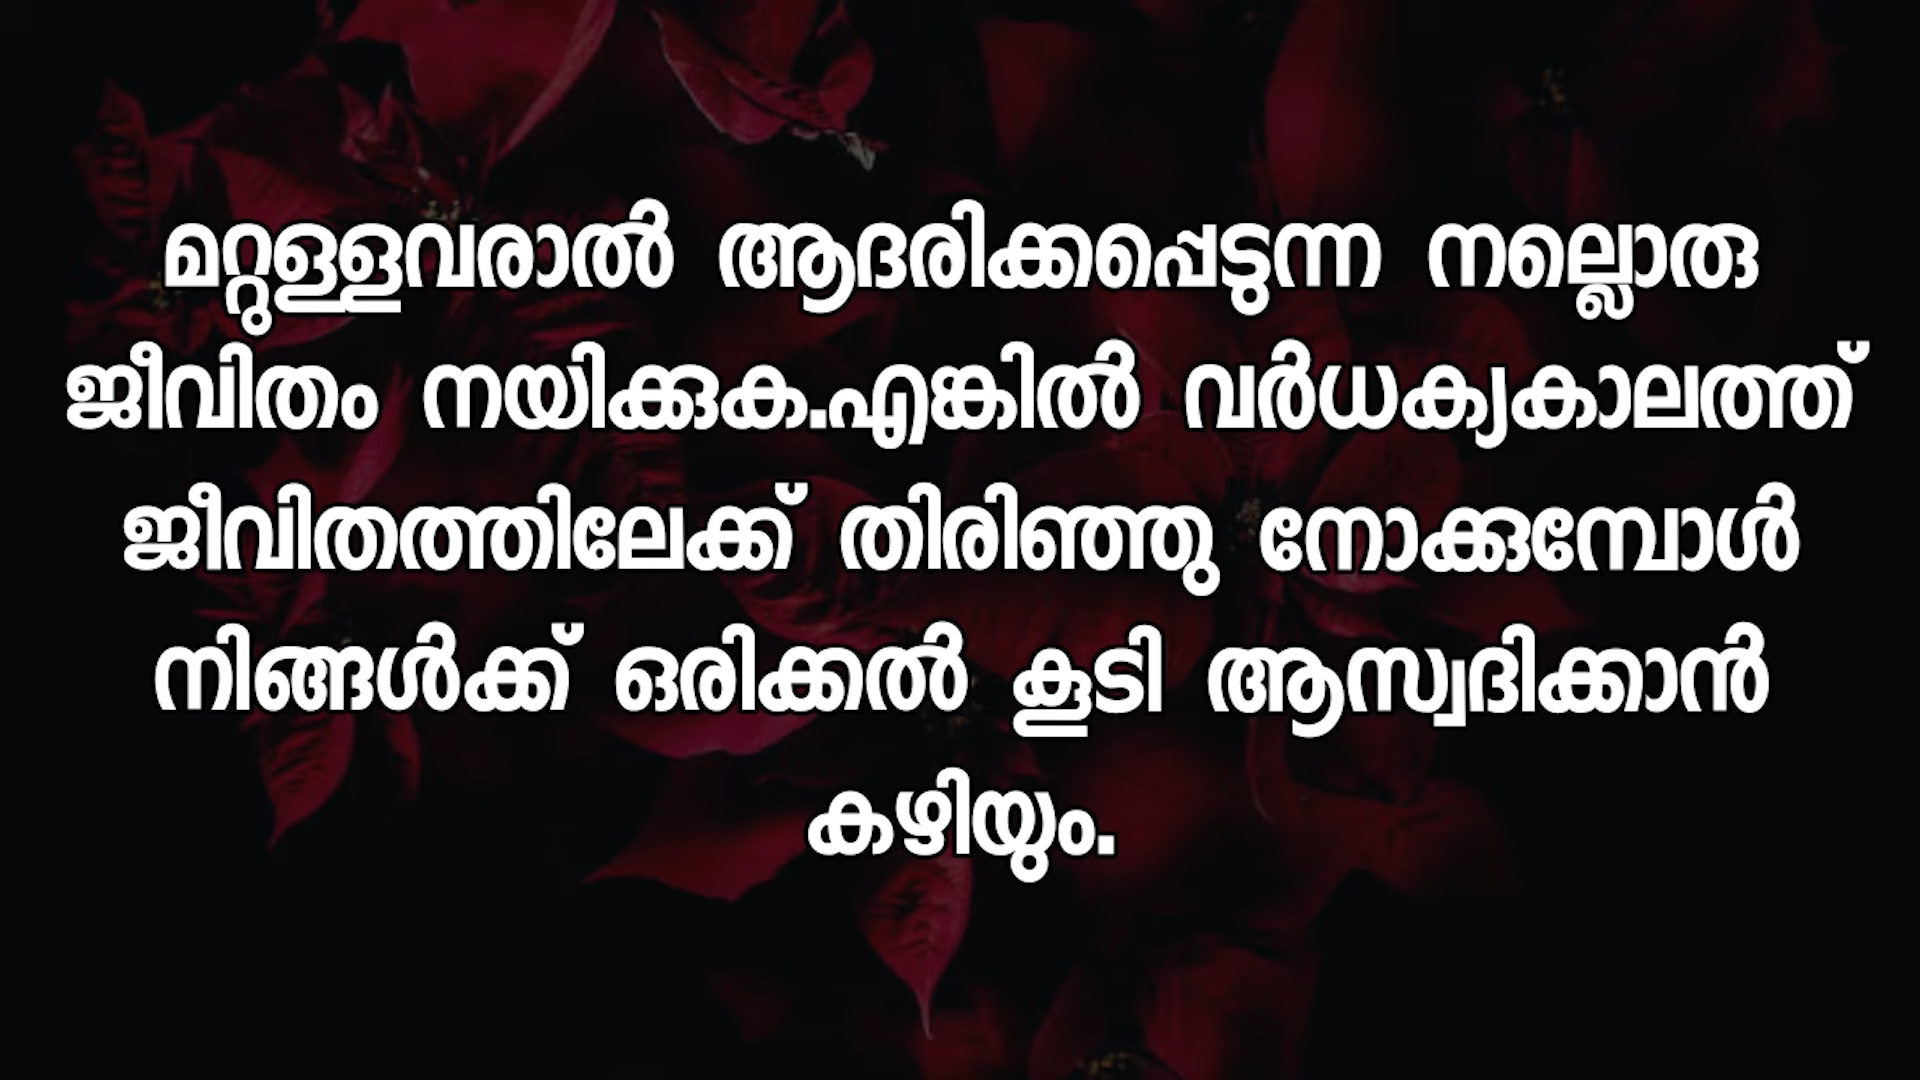 മറ്റുള്ളവരാൽ ആദരിക്കപ്പെടുന്ന നല്ലൊരു
ജീവിതം നയിക്കുക.എങ്കിൽ വർധക്യകാലത്ത്
ജീവിതത്തിലേക്ക് തിരിഞ്ഞു നോക്കുമ്പോൾ
നിങ്ങൾക്ക് ഒരിക്കൽ കൂടി ആസ്വദിക്കാൻ
കഴിയും.